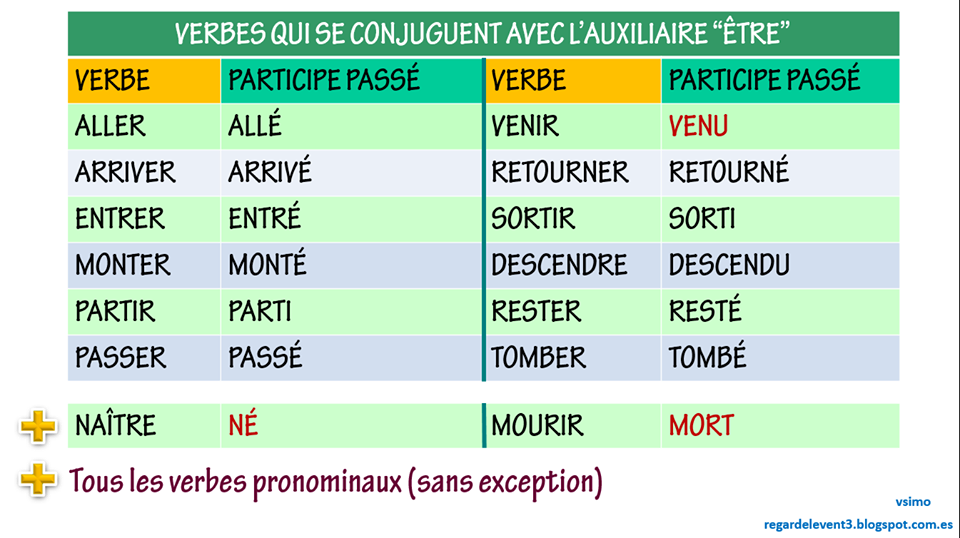 VERBES QUI SE CONJUGUENT AVEC L'AUXILIAIRE “ÊTRE”
VERBE PARTICIPE PASSÉ VERBE PARTICIPE PASSÉ
ALLER ALLÉ VENIR VENU
ARRIVER ARRIVÉ RETOURNER RETOURNÉ
ENTRER ENTRÉ SORTIR SORTI
MONTER MONTÉ DESCENDRE DESCENDU
PARTIR PARTI RESTER RESTÉ
PASSER PASSÉ TOMBER TOMBÉ
NAÎTRE NÉ MOURIR MORT
Tous les verbes pronominaux (sans exception)
vsimo
regardelevent3.blogspot.com.es